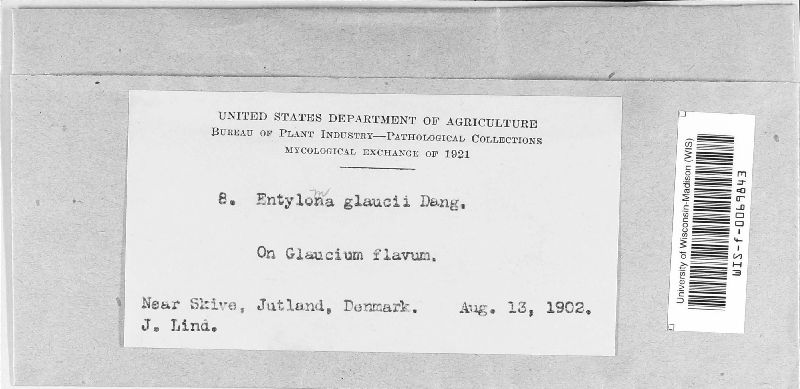 UNITED STATES DEPARTMENT OF AGRICULTURE
BUREAU OF PLANT INDUSTRY—PATHOLOGICAL COLLECTIONS
MYCOLOGICAL EXCHANGE OF 1921
m
8. Entylona glaucii Dang.
On Glaucium flavum.
Near Skive, Jutland, Denmark. Aug. 13, 1902.
J. Lind.
University of Wisconsin-Madison (WIS)
WIS-f-0069843